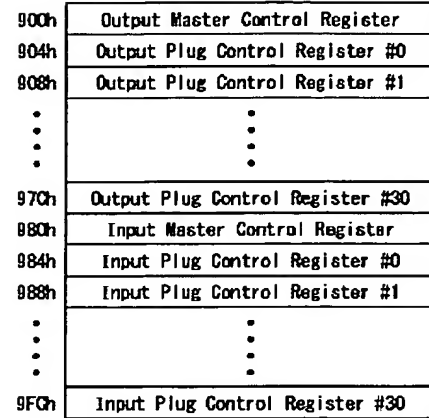 900h Output Master Control Register
904h Output Plug Control Register #0
908h Output Plug Control Register #1
97Ch Output Plug Control Register #30
980h Input Master Control Register
984h Input Plug Control Register #0
988h Input Plug Control Register #1
9FCh Input Plug Control Register #30